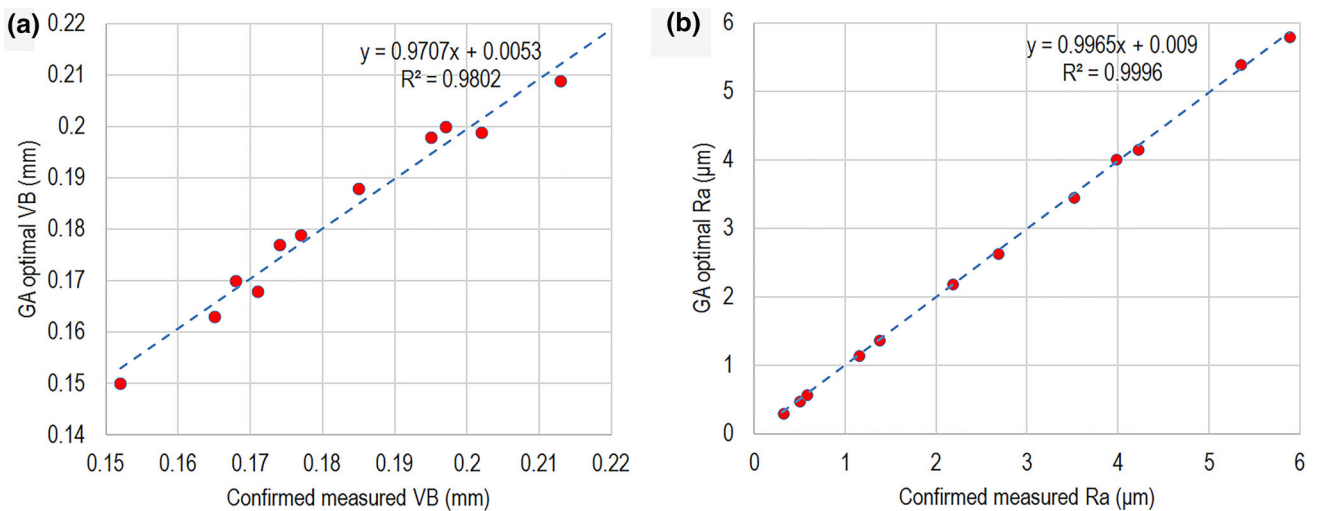 (a)
GA optimal VB (mm)
0.22
0.21
0.2
0.19
0.18
0.17
0.16
0.15
0.14
y = 0.9707x + 0.0053
R² = 0.9802
0.15 0.16 0.17 0.18 0.19 0.2 0.21 0.22
Confirmed measured VB (mm)
(b)
GA optimal Ra (µm)
6
5
4
3
2
1
0
y = 0.9965x + 0.009
R² = 0.9996
0 1 2 3 4 5 6
Confirmed measured Ra (µm)